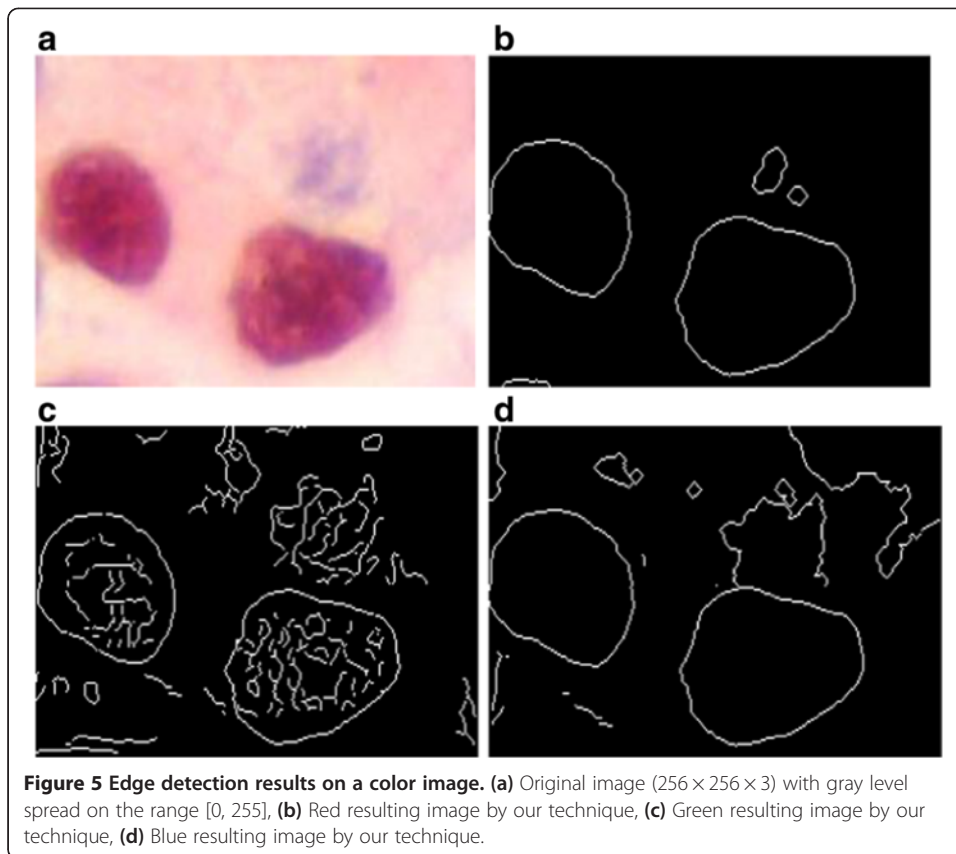 a
b
c
d
Figure 5 Edge detection results on a color image. (a) Original image (256 × 256 × 3) with gray level
spread on the range [0, 255], (b) Red resulting image by our technique, (c) Green resulting image by our
technique, (d) Blue resulting image by our technique.